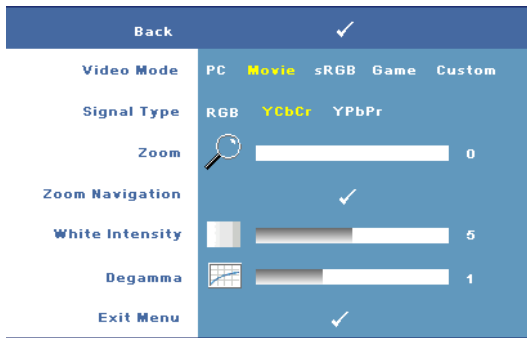 Back
Video Mode PC Movie sRGB Game Custom
Signal Type RGB YCbCr YPbPr
Zoom 0
Zoom Navigation
White Intensity 5
Degamma 1
Exit Menu